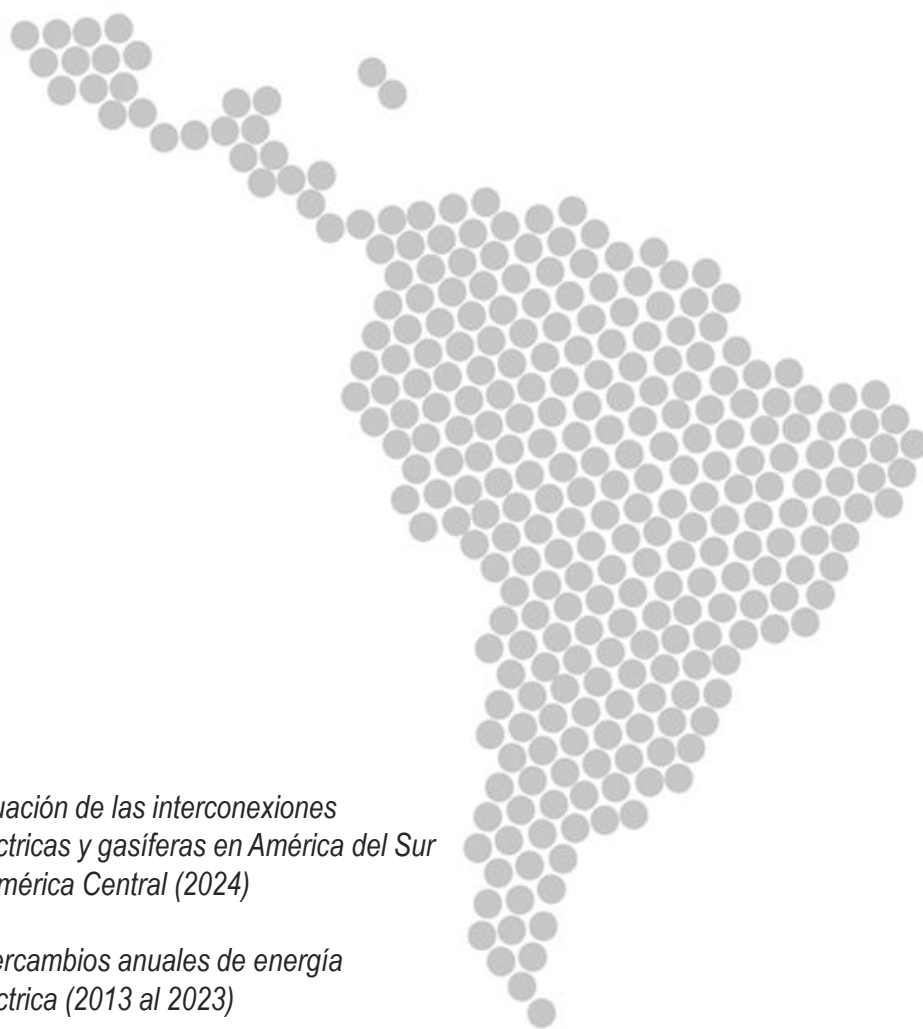 uación de las interconexiones
ctricas y gasíferas en América del Sur
mérica Central (2024)
ercambios anuales de energía
ctrica (2013 al 2023)